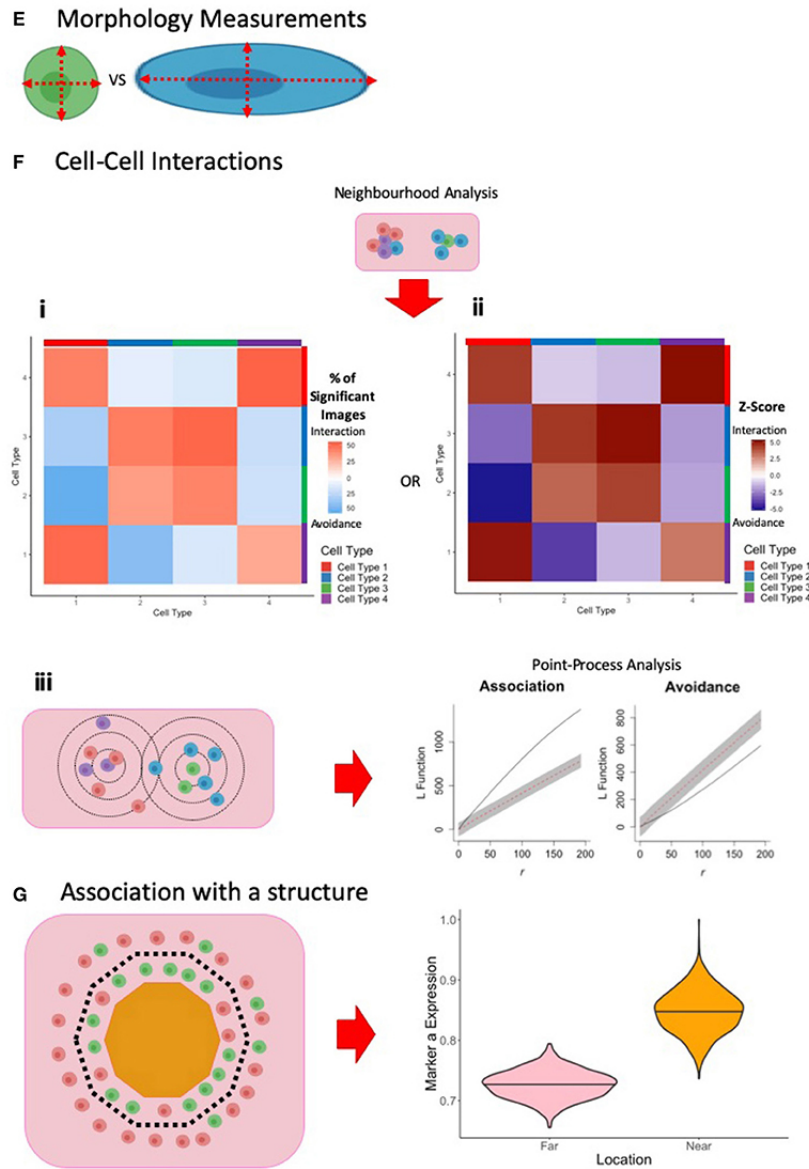 E Morphology Measurements
vs
F Cell-Cell Interactions
Neighbourhood Analysis
i
4
3
2
1
Cell Type
1 2 3 4
Cell Type
% of
Significant
Images
Interaction
50
25
0
25
50
Avoidance
Cell Type
Cell Type 1
Cell Type 2
Cell Type 3
Cell Type 4
OR
ii
4
3
2
1
Cell Type
1 2 3 4
Cell Type
Z-Score
Interaction
5.0
2.5
0.0
-2.5
-5.0
Avoidance
Cell Type
Cell Type 1
Cell Type 2
Cell Type 3
Cell Type 4
iii
Point-Process Analysis
Association
L Function
1000
500
0
0 50 100 150 200
r
Avoidance
L Function
800
600
400
200
0
0 50 100 150 200
r
G Association with a structure
Marker a Expression
1.0
0.9
0.8
0.7
Far Near
Location